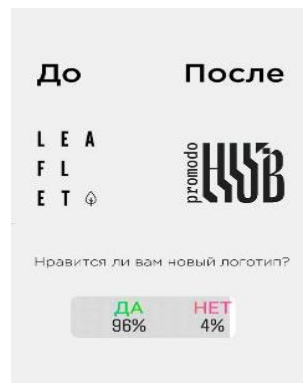 До После
L E A
F L
E T
promodo HUB
Нравится ли вам новый логотип?
ДА НЕТ
96% 4%